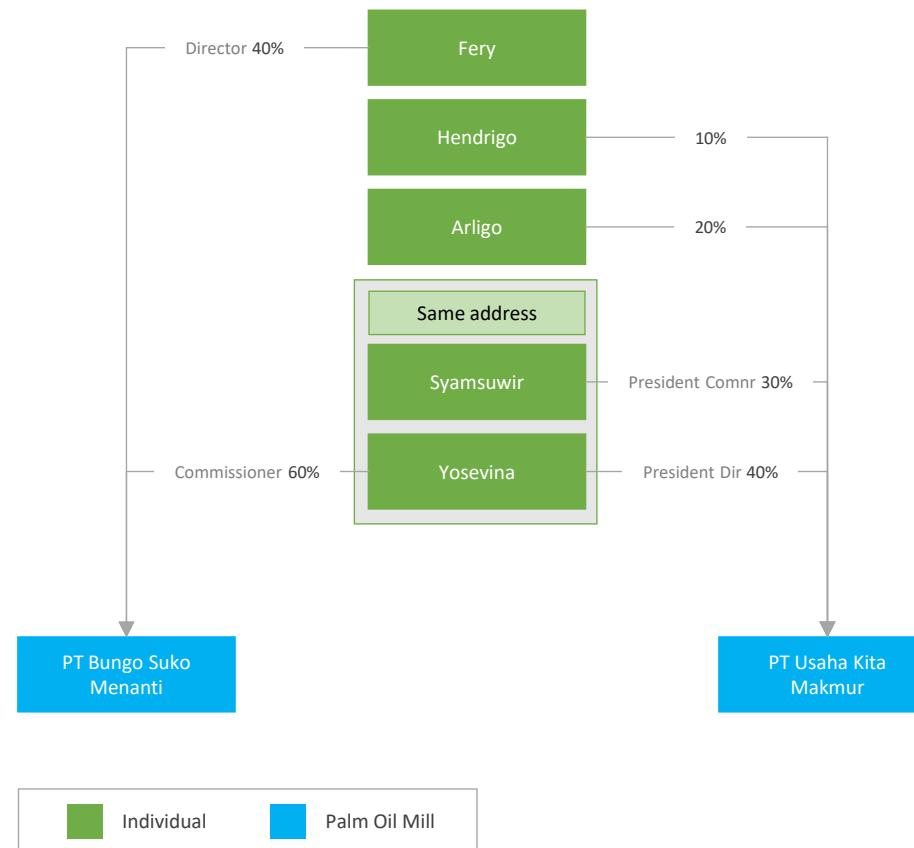 Director 40%
Fery
Hendrigo
10%
Arligo
20%
Same address
Syamsuwir
President Comnr 30%
Commissioner 60%
Yosevina
President Dir 40%
PT Bungo Suko
Menanti
PT Usaha Kita
Makmur
Individual
Palm Oil Mill